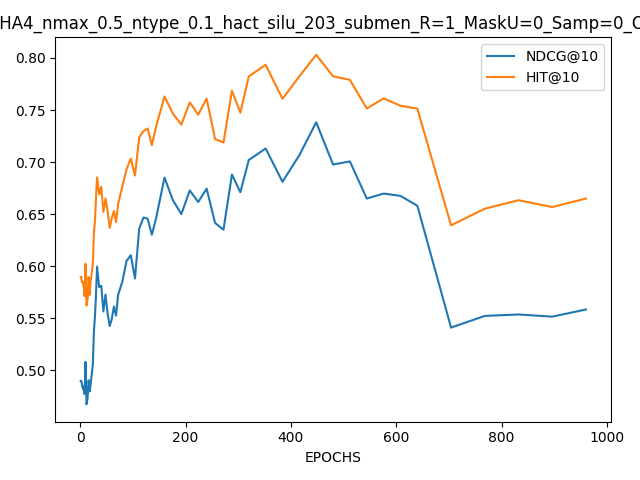 HA4_nmax_0.5_ntype_0.1_hact_silu_203_submen_R=1_MaskU=0_Samp=0_C
NDCG@10
HIT@10
0.80
0.75
0.70
0.65
0.60
0.55
0.50
0 200 400 600 800 1000
EPOCHS